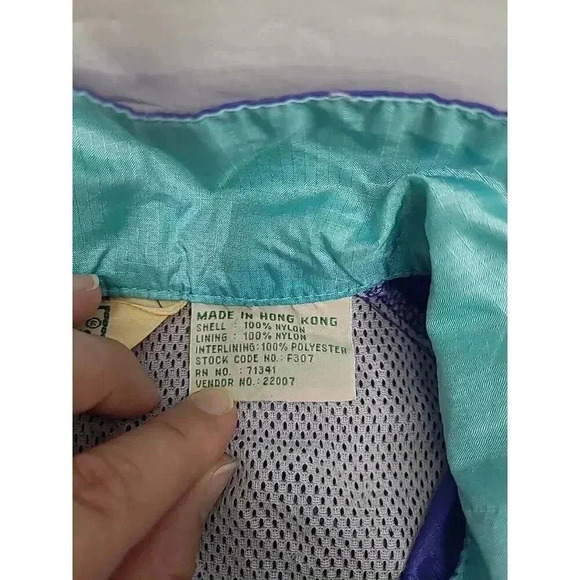 MADE IN HONG KONG
SHELL : 100% NYLON
LINING : 100% NYLON
INTERLINING: 100% POLYESTER
STOCK CODE NO.: F307
RN NO. : 71341
VENDOR NO.: 22007